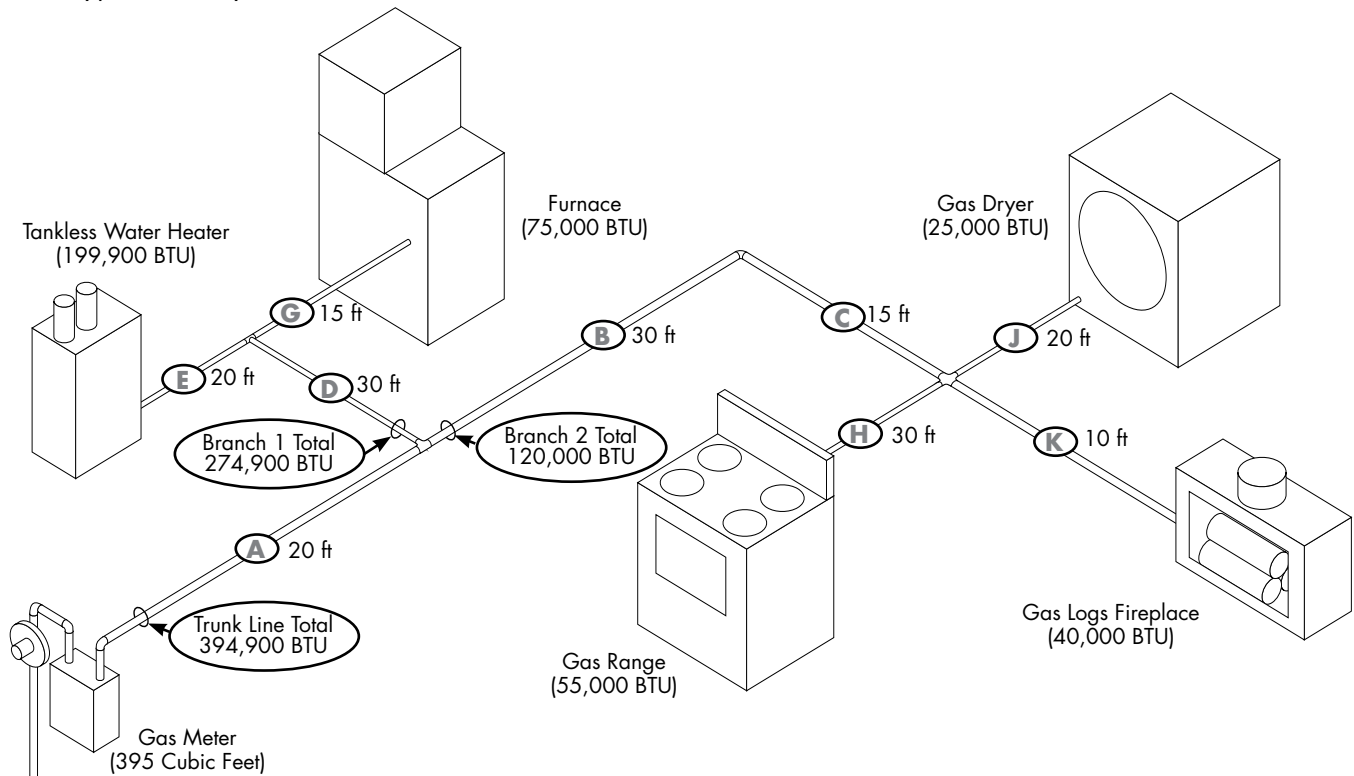 Furnace
(75,000 BTU)
Gas Dryer
(25,000 BTU)
Tankless Water Heater
(199,900 BTU)
G 15 ft
B 30 ft
C 15 ft
J 20 ft
E 20 ft
D 30 ft
Branch 1 Total
274,900 BTU
Branch 2 Total
120,000 BTU
H 30 ft
K 10 ft
A 20 ft
Trunk Line Total
394,900 BTU
Gas Logs Fireplace
(40,000 BTU)
Gas Range
(55,000 BTU)
Gas Meter
(395 Cubic Feet)